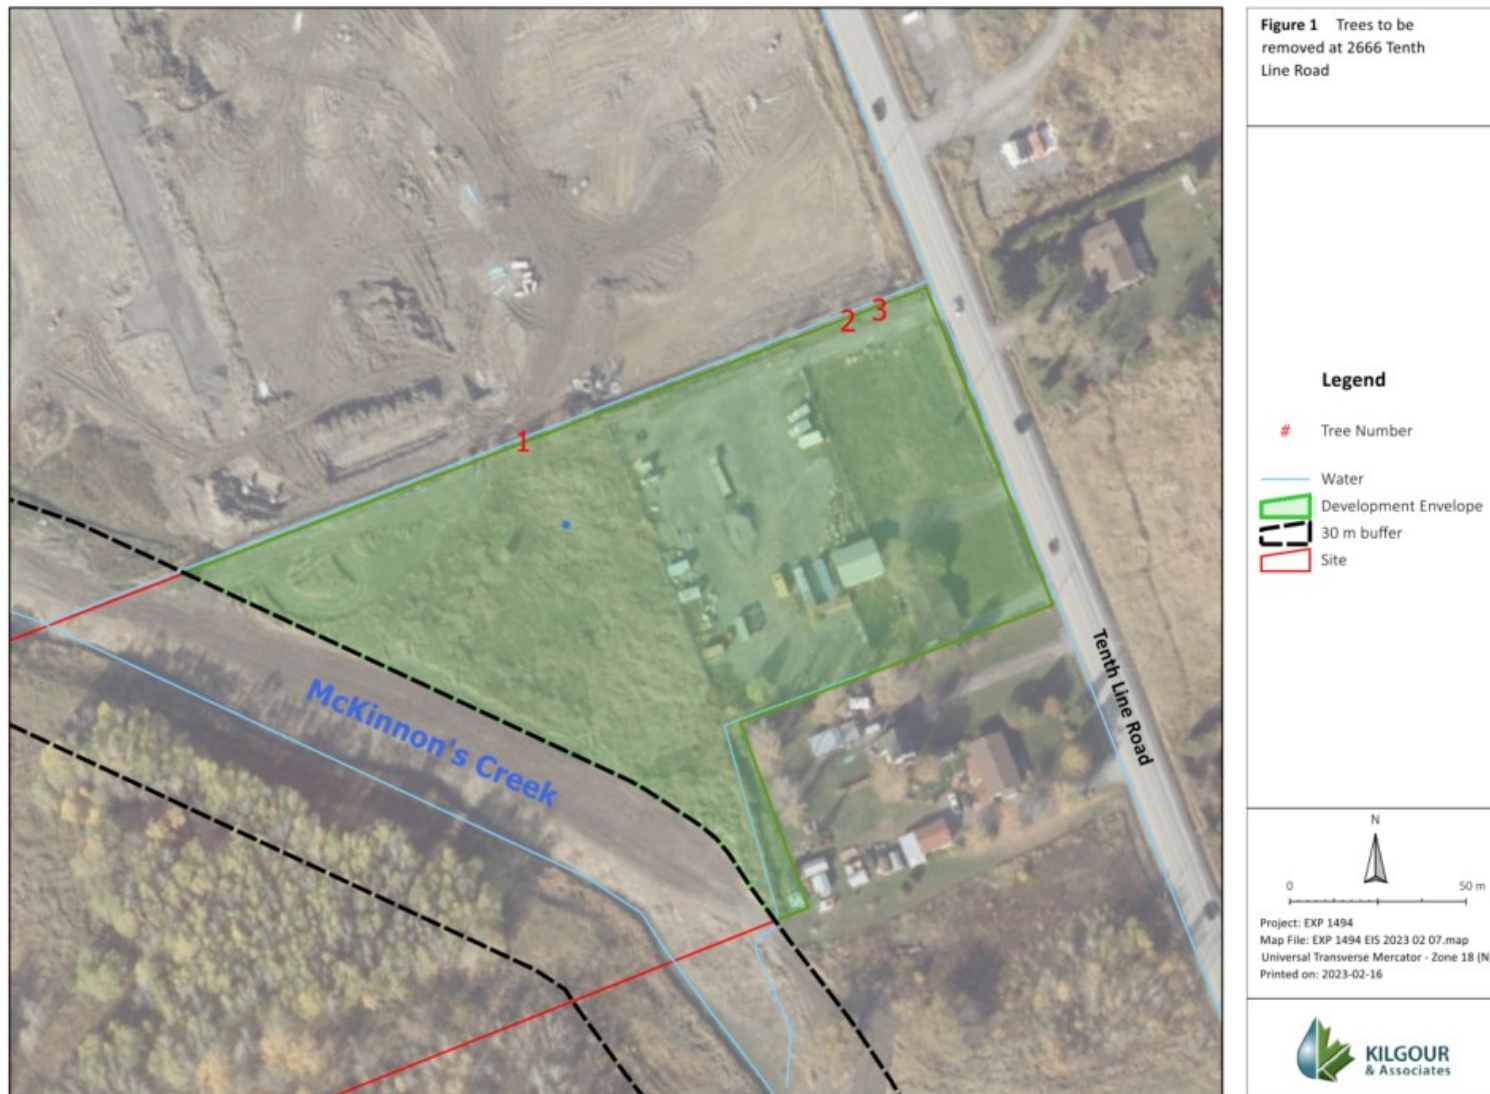 Figure 1 Trees to be
removed at 2666 Tenth
Line Road
2 3
1
McKinnon's Creek
Tenth Line Road
Legend
# Tree Number
Water
Development Envelope
30 m buffer
Site
N
0 50 m
Project: EXP 1494
Map File: EXP 1494 EIS 2023 02 07.map
Universal Transverse Mercator - Zone 18 (N
Printed on: 2023-02-16
KILGOUR
& Associates